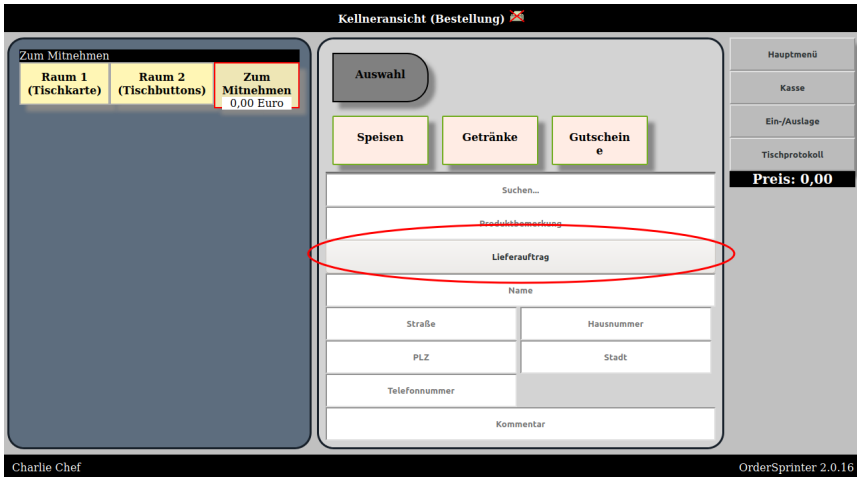 Kellneransicht (Bestellung)
Zum Mitnehmen
Raum 1
(Tischkarte)
Raum 2
(Tischbuttons)
Zum
Mitnehmen
0,00 Euro
Auswahl
Speisen
Getränke
Gutschein
e
Suchen...
Produktbemerkung
Lieferauftrag
Name
Straße
Hausnummer
PLZ
Stadt
Telefonnummer
Kommentar
Hauptmenü
Kasse
Ein-/Auslage
Tischprotokoll
Preis: 0,00
Charlie Chef
OrderSprinter 2.0.16